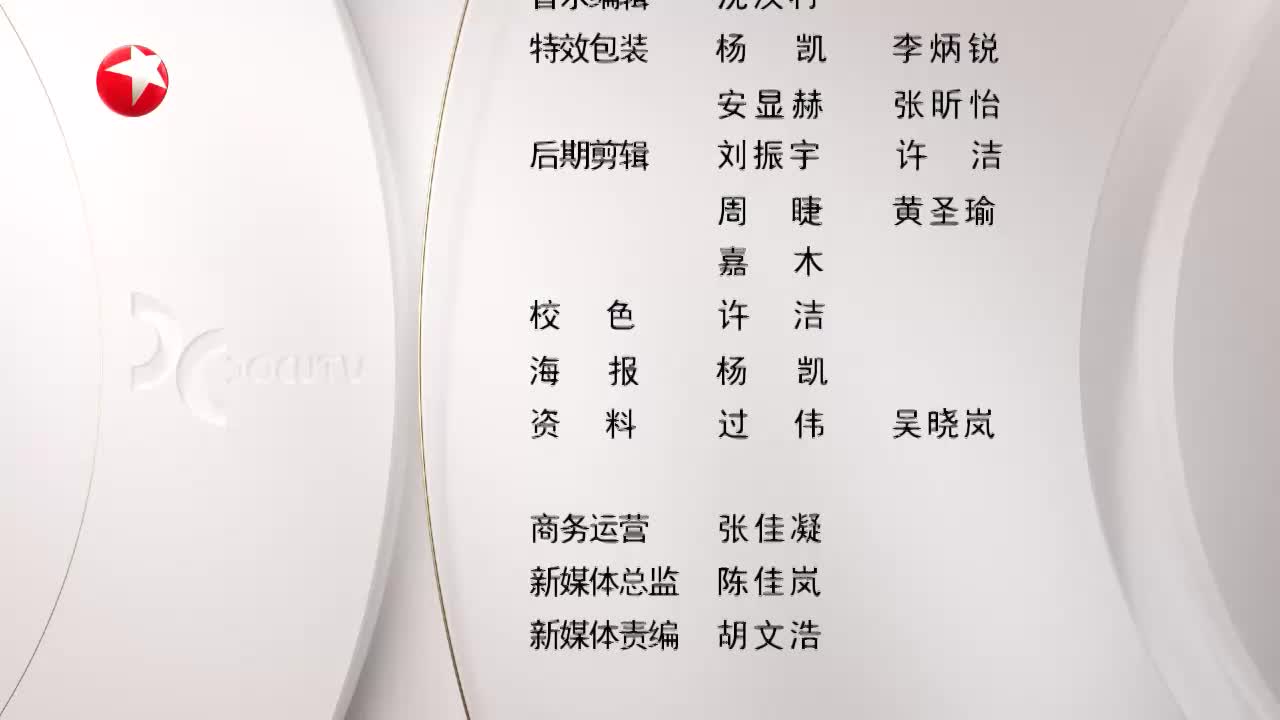 特效包装 杨凯 李炳锐
安显赫 张昕怡
后期剪辑 刘振宇 许洁
周睫 黄圣瑜
嘉木
校色 许洁
海报 杨凯
资料 过伟 吴晓岚
商务运营 张佳凝
新媒体总监 陈佳岚
新媒体责编 胡文浩
DOCUTV